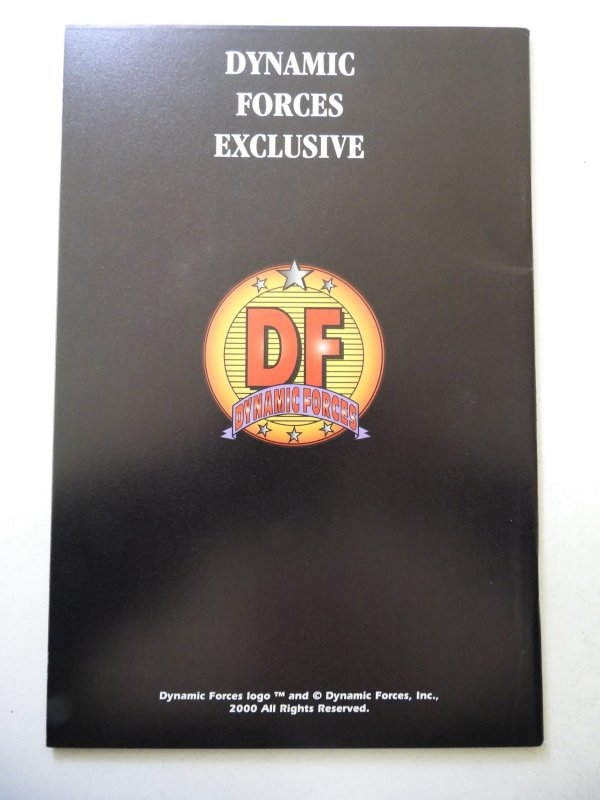 DYNAMIC
FORCES
EXCLUSIVE
DF
DYNAMIC FORCES
Dynamic Forces logo ™ and © Dynamic Forces, Inc.,
2000 All Rights Reserved.